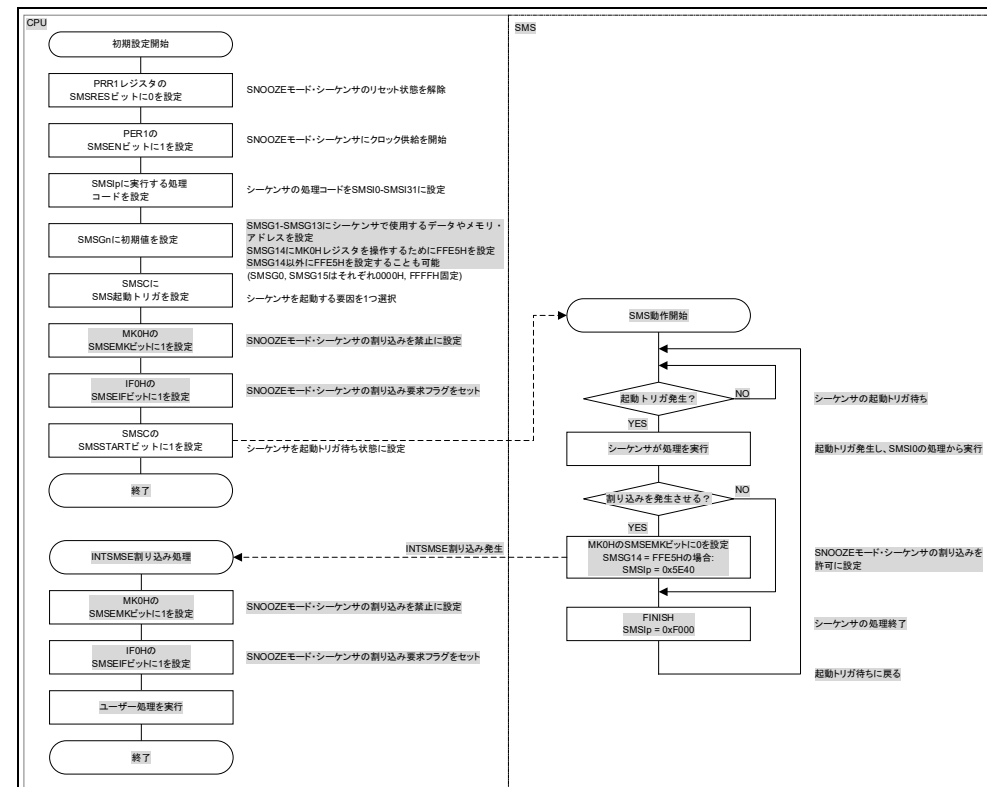 CPU
初期設定開始
PRR1レジスタの
SMSRESビットに0を設定
SNOOZEモード・シーケンサのリセット状態を解除
PER1の
SMSENビットに1を設定
SNOOZEモード・シーケンサにクロック供給を開始
SMSIpに実行する処理
コードを設定
シーケンサの処理コードをSMSI0-SMSI31に設定
SMSGnに初期値を設定
SMSG1-SMSG13にシーケンサで使用するデータやメモリ・
アドレスを設定
SMSG14にMK0Hレジスタを操作するためにFFE5Hを設定
SMSG14以外にFFE5Hを設定することも可能
(SMSG0, SMSG15はそれぞれ0000H, FFFFH固定)
SMSCに
SMS起動トリガを設定
シーケンサを起動する要因を1つ選択
MK0Hの
SMSEMKビットに1を設定
SNOOZEモード・シーケンサの割り込みを禁止に設定
IF0Hの
SMSEIFビットに1を設定
SNOOZEモード・シーケンサの割り込み要求フラグをセット
SMSCの
SMSSTARTビットに1を設定
シーケンサを起動トリガ待ち状態に設定
終了
INTSMSE割り込み処理
MK0Hの
SMSEMKビットに1を設定
SNOOZEモード・シーケンサの割り込みを禁止に設定
IF0Hの
SMSEIFビットに1を設定
SNOOZEモード・シーケンサの割り込み要求フラグをセット
ユーザー処理を実行
終了
SMS
SMS動作開始
起動トリガ発生?
NO
シーケンサの起動トリガ待ち
YES
シーケンサが処理を実行
起動トリガ発生し、SMSI0の処理から実行
割り込みを発生させる?
NO
YES
INTSMSE割り込み発生
MK0HのSMSEMKビットに0を設定
SMSG14 = FFE5Hの場合:
SMSIp = 0x5E40
SNOOZEモード・シーケンサの割り込みを
許可に設定
FINISH
SMSIp = 0xF000
シーケンサの処理終了
起動トリガ待ちに戻る